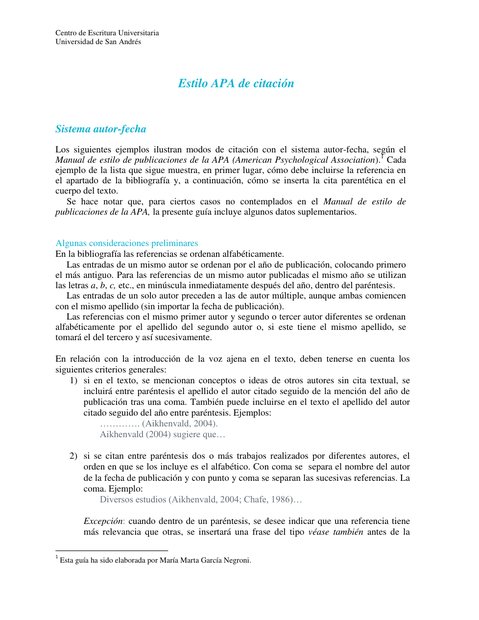 Centro de Escritura Universitaria
Universidad de San Andrés
Estilo APA de citación
Sistema autor-fecha
Los siguientes ejemplos ilustran modos de citación con el sistema autor-fecha, según el
Manual de estilo de publicaciones de la APA (American Psychological Association).1 Cada
ejemplo de la lista que sigue muestra, en primer lugar, cómo debe incluirse la referencia en
el apartado de la bibliografía y, a continuación, cómo se inserta la cita parentética en el
cuerpo del texto.
Se hace notar que, para ciertos casos no contemplados en el Manual de estilo de
publicaciones de la APA, la presente guía incluye algunos datos suplementarios.
Algunas consideraciones preliminares
En la bibliografía las referencias se ordenan alfabéticamente.
Las entradas de un mismo autor se ordenan por el año de publicación, colocando primero
el más antiguo. Para las referencias de un mismo autor publicadas el mismo año se utilizan
las letras a, b, c, etc., en minúscula inmediatamente después del año, dentro del paréntesis.
Las entradas de un solo autor preceden a las de autor múltiple, aunque ambas comiencen
con el mismo apellido (sin importar la fecha de publicación).
Las referencias con el mismo primer autor y segundo o tercer autor diferentes se ordenan
alfabéticamente por el apellido del segundo autor o, si este tiene el mismo apellido, se
tomará el del tercero y así sucesivamente.
En relación con la introducción de la voz ajena en el texto, deben tenerse en cuenta los
siguientes criterios generales:
1) si en el texto, se mencionan conceptos o ideas de otros autores sin cita textual, se
incluirá entre paréntesis el apellido el autor citado seguido de la mención del año de
publicación tras una coma. También puede incluirse en el texto el apellido del autor
citado seguido del año entre paréntesis. Ejemplos:
…………. (Aikhenvald, 2004).
Aikhenvald (2004) sugiere que…
2) si se citan entre paréntesis dos o más trabajos realizados por diferentes autores, el
orden en que se los incluye es el alfabético. Con coma se separa el nombre del autor
de la fecha de publicación y con punto y coma se separan las sucesivas referencias. La
coma. Ejemplo:
Diversos estudios (Aikhenvald, 2004; Chafe, 1986)…
Excepción: cuando dentro de un paréntesis, se desee indicar que una referencia tiene
más relevancia que otras, se insertará una frase del tipo véase también antes de la
1 Esta guía ha sido elaborada por María Marta García Negroni.